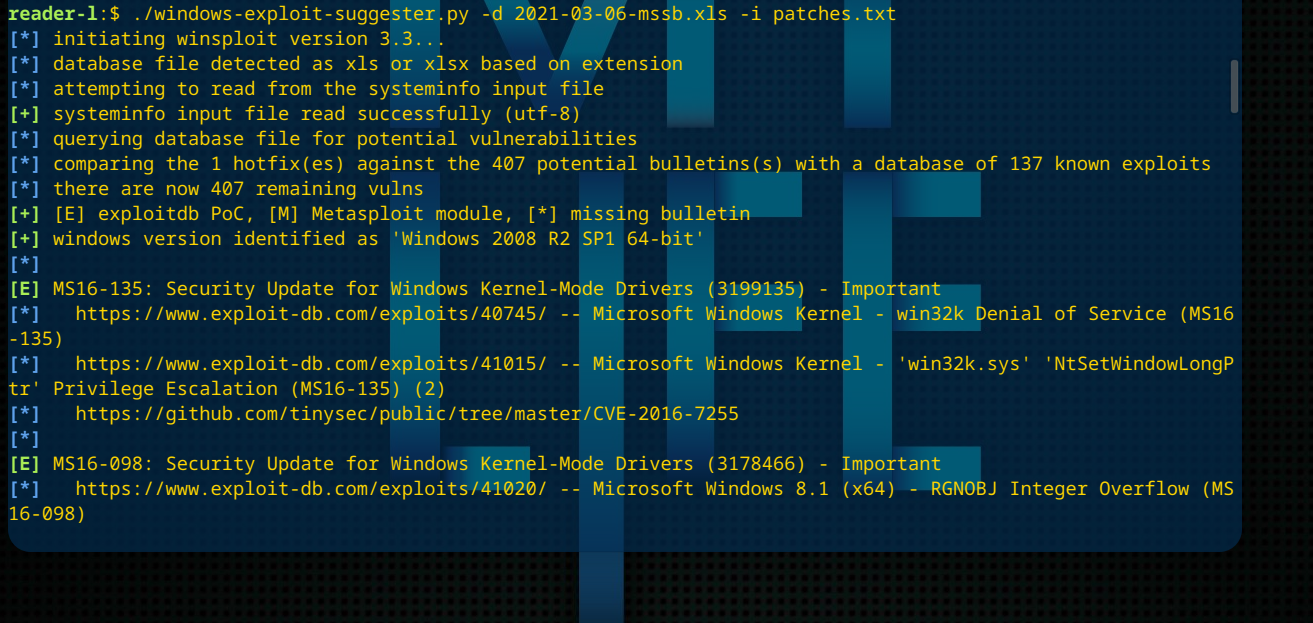 reader-l:$ ./windows-exploit-suggester.py -d 2021-03-06-mssb.xls -i patches.txt
[*] initiating winsploit version 3.3...
[*] database file detected as xls or xlsx based on extension
[*] attempting to read from the systeminfo input file
[+] systeminfo input file read successfully (utf-8)
[*] querying database file for potential vulnerabilities
[*] comparing the 1 hotfix(es) against the 407 potential bulletins(s) with a database of 137 known exploits
[*] there are now 407 remaining vulns
[+] [E] exploitdb PoC, [M] Metasploit module, [*] missing bulletin
[+] windows version identified as 'Windows 2008 R2 SP1 64-bit'
[*]
[E] MS16-135: Security Update for Windows Kernel-Mode Drivers (3199135) - Important
[*]   https://www.exploit-db.com/exploits/40745/ -- Microsoft Windows Kernel - win32k Denial of Service (MS16
-135)
[*]   https://www.exploit-db.com/exploits/41015/ -- Microsoft Windows Kernel - 'win32k.sys' 'NtSetWindowLongP
tr' Privilege Escalation (MS16-135) (2)
[*]   https://github.com/tinysec/public/tree/master/CVE-2016-7255
[*]
[E] MS16-098: Security Update for Windows Kernel-Mode Drivers (3178466) - Important
[*]   https://www.exploit-db.com/exploits/41020/ -- Microsoft Windows 8.1 (x64) - RGNOBJ Integer Overflow (MS
16-098)